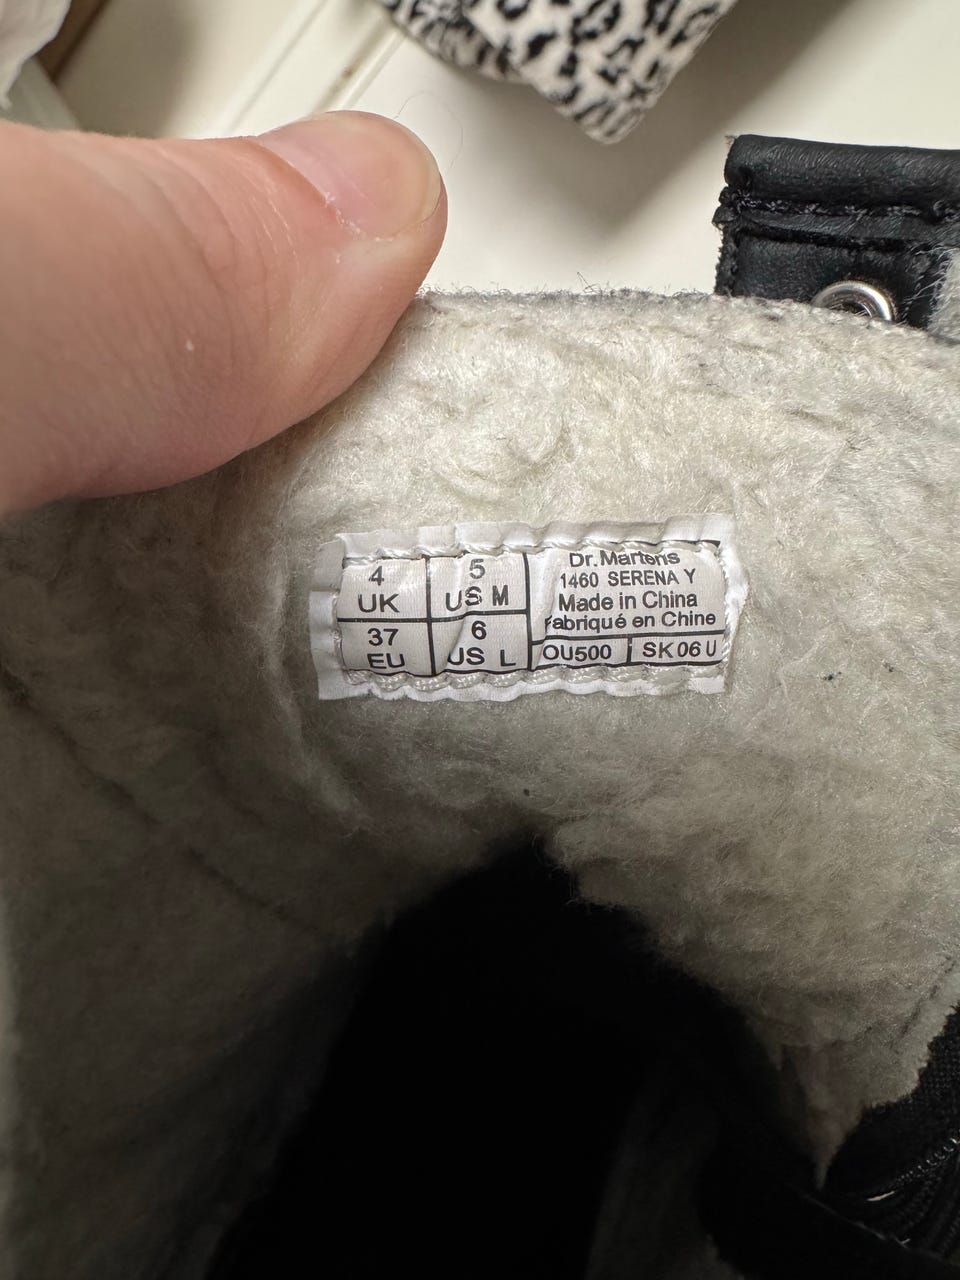 4
UK
5
US M
37
EU
6
US L
Dr. Martens
1460 SERENA Y
Made in China
Fabriqué en Chine
OU500
SK06U